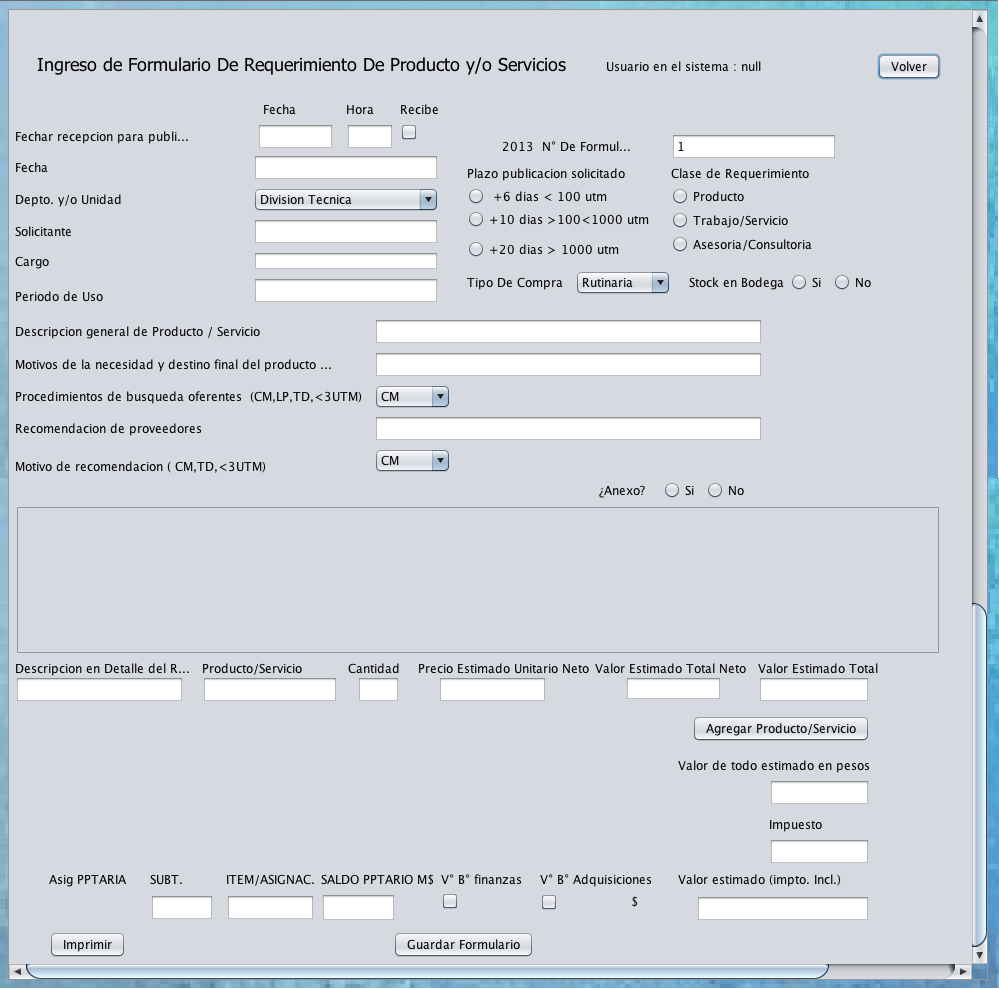 Ingreso de Formulario De Requerimiento De Producto y/o Servicios Usuario en el sistema : null Volver
Fecha Hora Recibe
Fechar recepcion para publi...
2013 N° De Formul... 1
Fecha Plazo publicacion solicitado Clase de Requerimiento
+6 dias < 100 utm Producto
Depto. y/o Unidad Division Tecnica
+10 dias >100<1000 utm Trabajo/Servicio
Solicitante
+20 dias > 1000 utm Asesoria/Consultoria
Cargo
Tipo De Compra Rutinaria Stock en Bodega Si No
Periodo de Uso
Descripcion general de Producto / Servicio
Motivos de la necesidad y destino final del producto ...
Procedimientos de busqueda oferentes (CM,LP,TD,<3UTM) CM
Recomendacion de proveedores
Motivo de recomendacion ( CM,TD,<3UTM) CM
¿Anexo? Si No
Descripcion en Detalle del R... Producto/Servicio Cantidad Precio Estimado Unitario Neto Valor Estimado Total Neto Valor Estimado Total
Agregar Producto/Servicio
Valor de todo estimado en pesos
Impuesto
Asig PPTARIA SUBT. ITEM/ASIGNAC. SALDO PPTARIO M$ V° B° finanzas V° B° Adquisiciones Valor estimado (impto. Incl.)
$
Imprimir Guardar Formulario